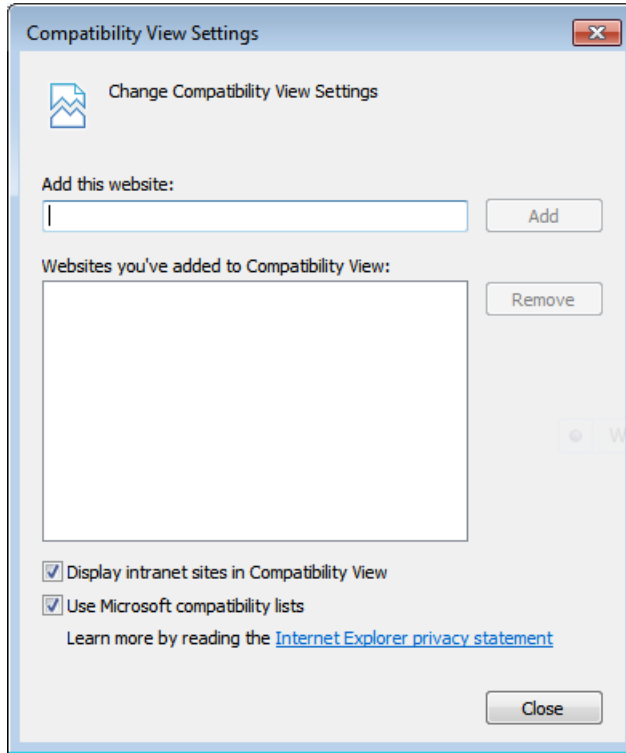 Compatibility View Settings
Change Compatibility View Settings
Add this website:
Add
Websites you've added to Compatibility View:
Remove
W
Display intranet sites in Compatibility View
Use Microsoft compatibility lists
Learn more by reading the Internet Explorer privacy statement
Close